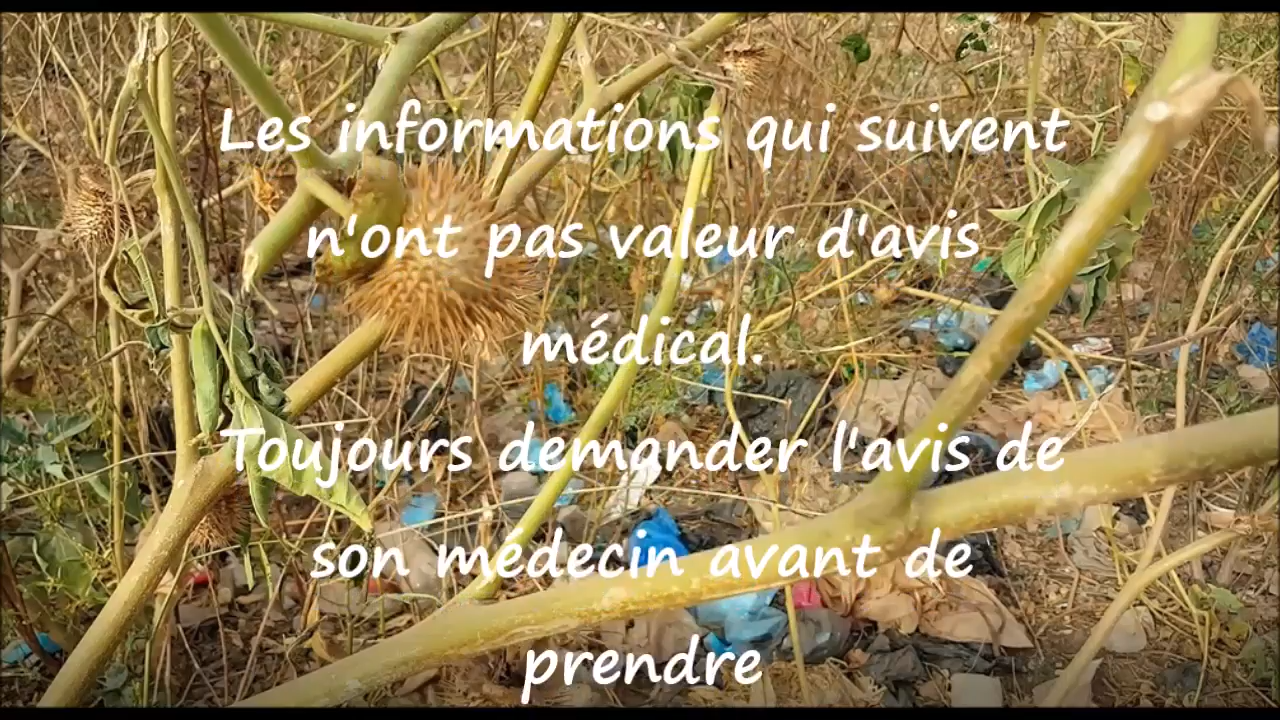 Les informations qui suivent
n'ont pas valeur d'avis
médical.
Toujours demander l'avis de
son médecin avant de
prendre